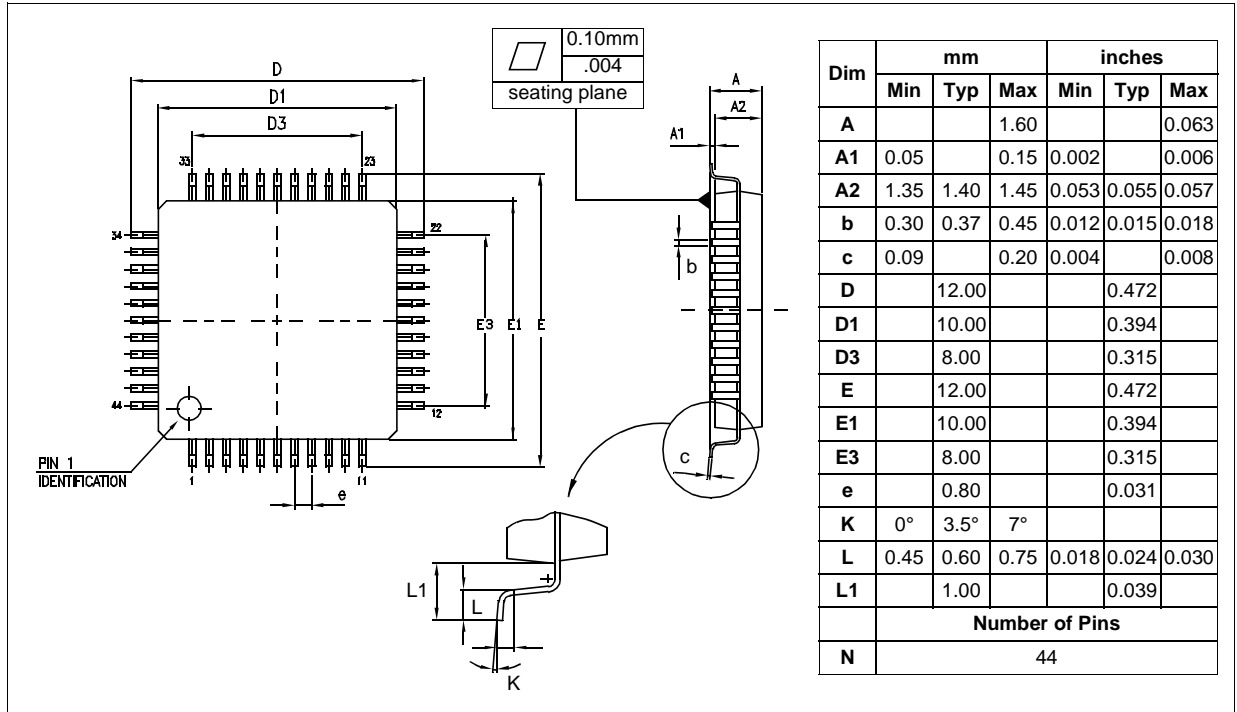 0.10mm
.004
seating plane
D
D1
D3
33
23
34
22
E3
E1
E
44
12
PIN 1
IDENTIFICATION
1
11
e
A
A2
A1
b
c
L1
L
K
Dim mm inches
Min Typ Max Min Typ Max
A 1.60 0.063
A1 0.05 0.15 0.002 0.006
A2 1.35 1.40 1.45 0.053 0.055 0.057
b 0.30 0.37 0.45 0.012 0.015 0.018
c 0.09 0.20 0.004 0.008
D 12.00 0.472
D1 10.00 0.394
D3 8.00 0.315
E 12.00 0.472
E1 10.00 0.394
E3 8.00 0.315
e 0.80 0.031
K 0° 3.5° 7°
L 0.45 0.60 0.75 0.018 0.024 0.030
L1 1.00 0.039
Number of Pins
N 44